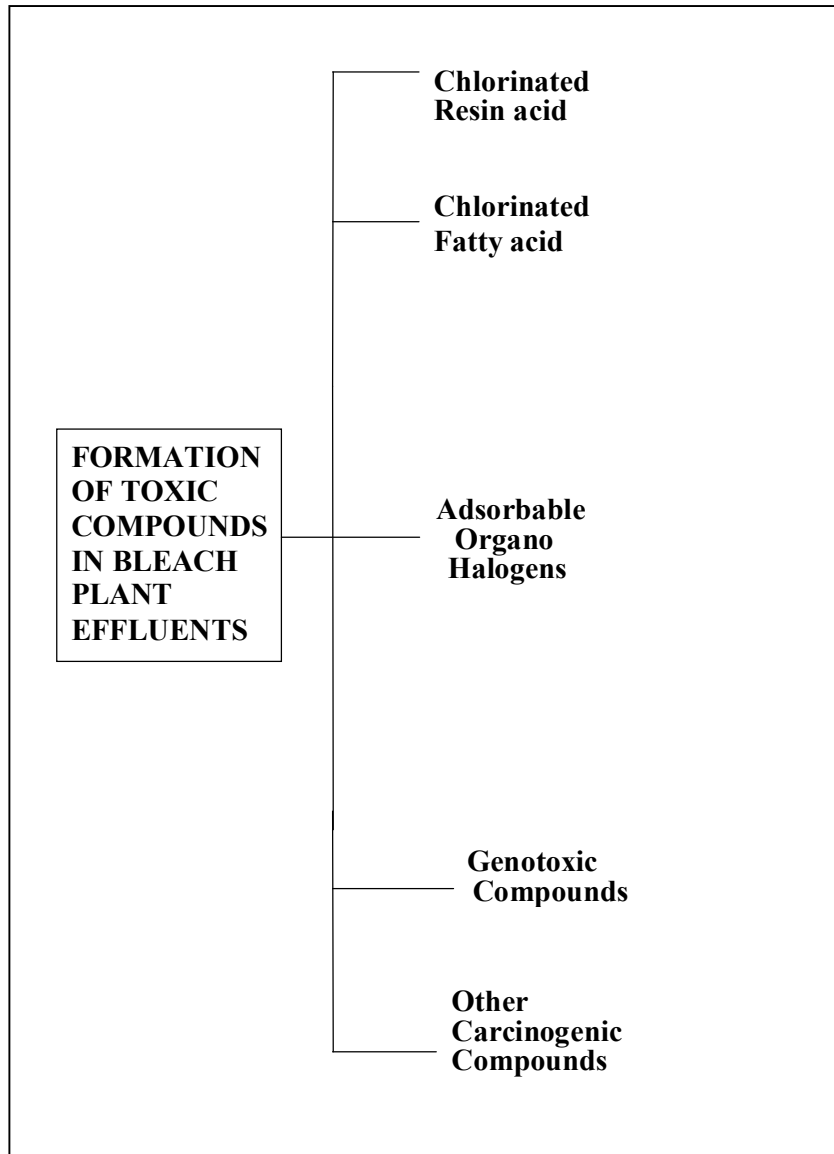 Chlorinated
Resin acid
Chlorinated
Fatty acid
FORMATION
OF TOXIC
COMPOUNDS
IN BLEACH
PLANT
EFFLUENTS
Adsorbable
Organo
Halogens
Genotoxic
Compounds
Other
Carcinogenic
Compounds